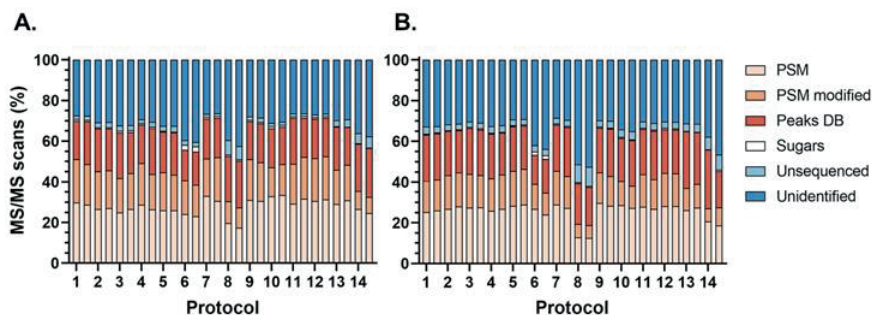 A.
B.
MS/MS scans (%)
100
80
60
40
20
0
1 2 3 4 5 6 7 8 9 10 11 12 13 14
Protocol
100
80
60
40
20
0
1 2 3 4 5 6 7 8 9 10 11 12 13 14
Protocol
PSM
PSM modified
Peaks DB
Sugars
Unsequenced
Unidentified